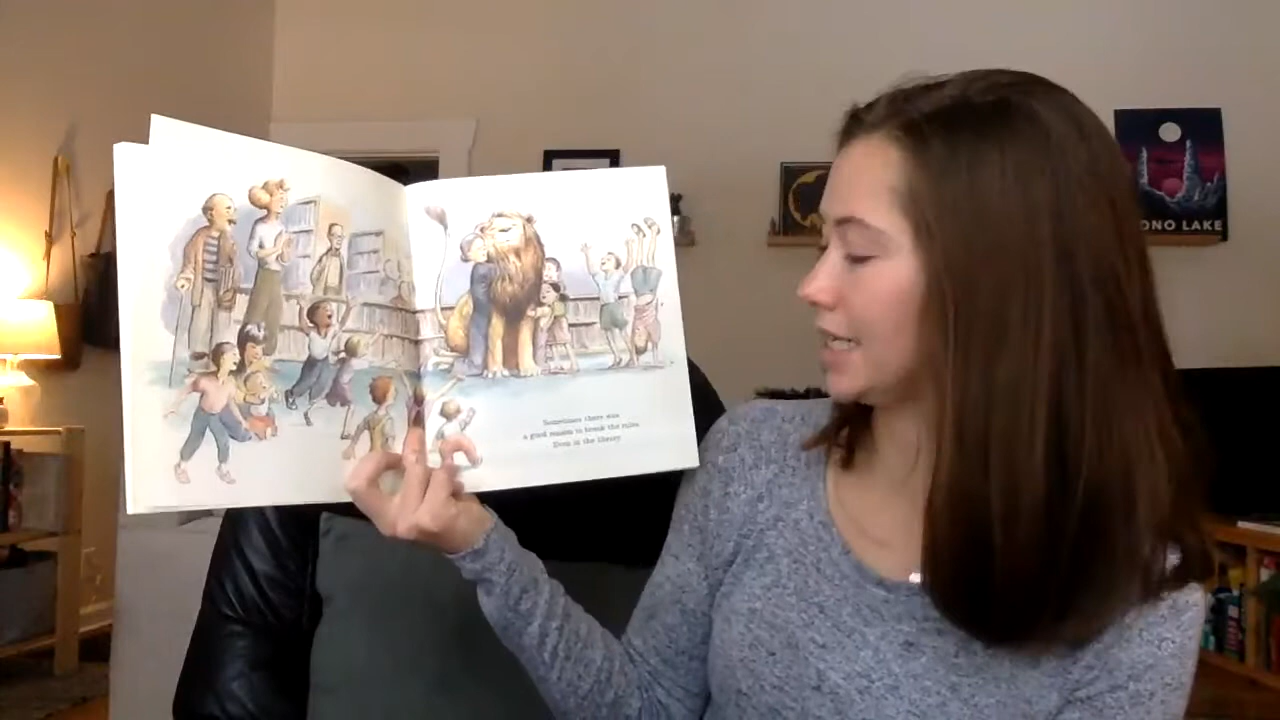 Sometimes there was
a good reason to break the rules.
Even in the library.
ONO LAKE